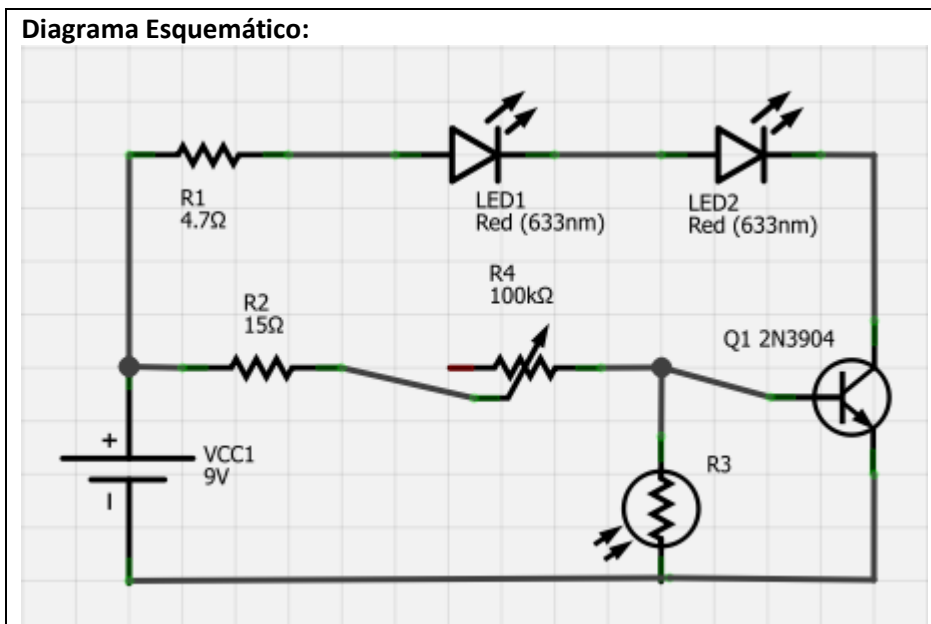 Diagrama Esquemático:
R1
4.7Ω
LED1
Red (633nm)
LED2
Red (633nm)
R4
100kΩ
R2
15Ω
Q1 2N3904
+
VCC1
9V
R3